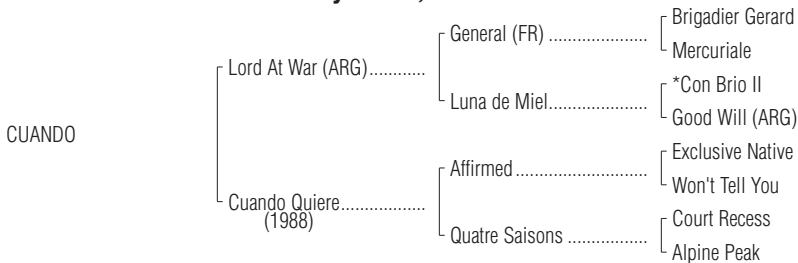 Brigadier Gerard
General (FR) .....................
Mercuriale
Lord At War (ARG)............
*Con Brio II
Luna de Miel.....................
Good Will (ARG)
CUANDO
Exclusive Native
Affirmed...........................
Won't Tell You
Cuando Quiere..................
(1988)
Court Recess
Quatre Saisons .................
Alpine Peak